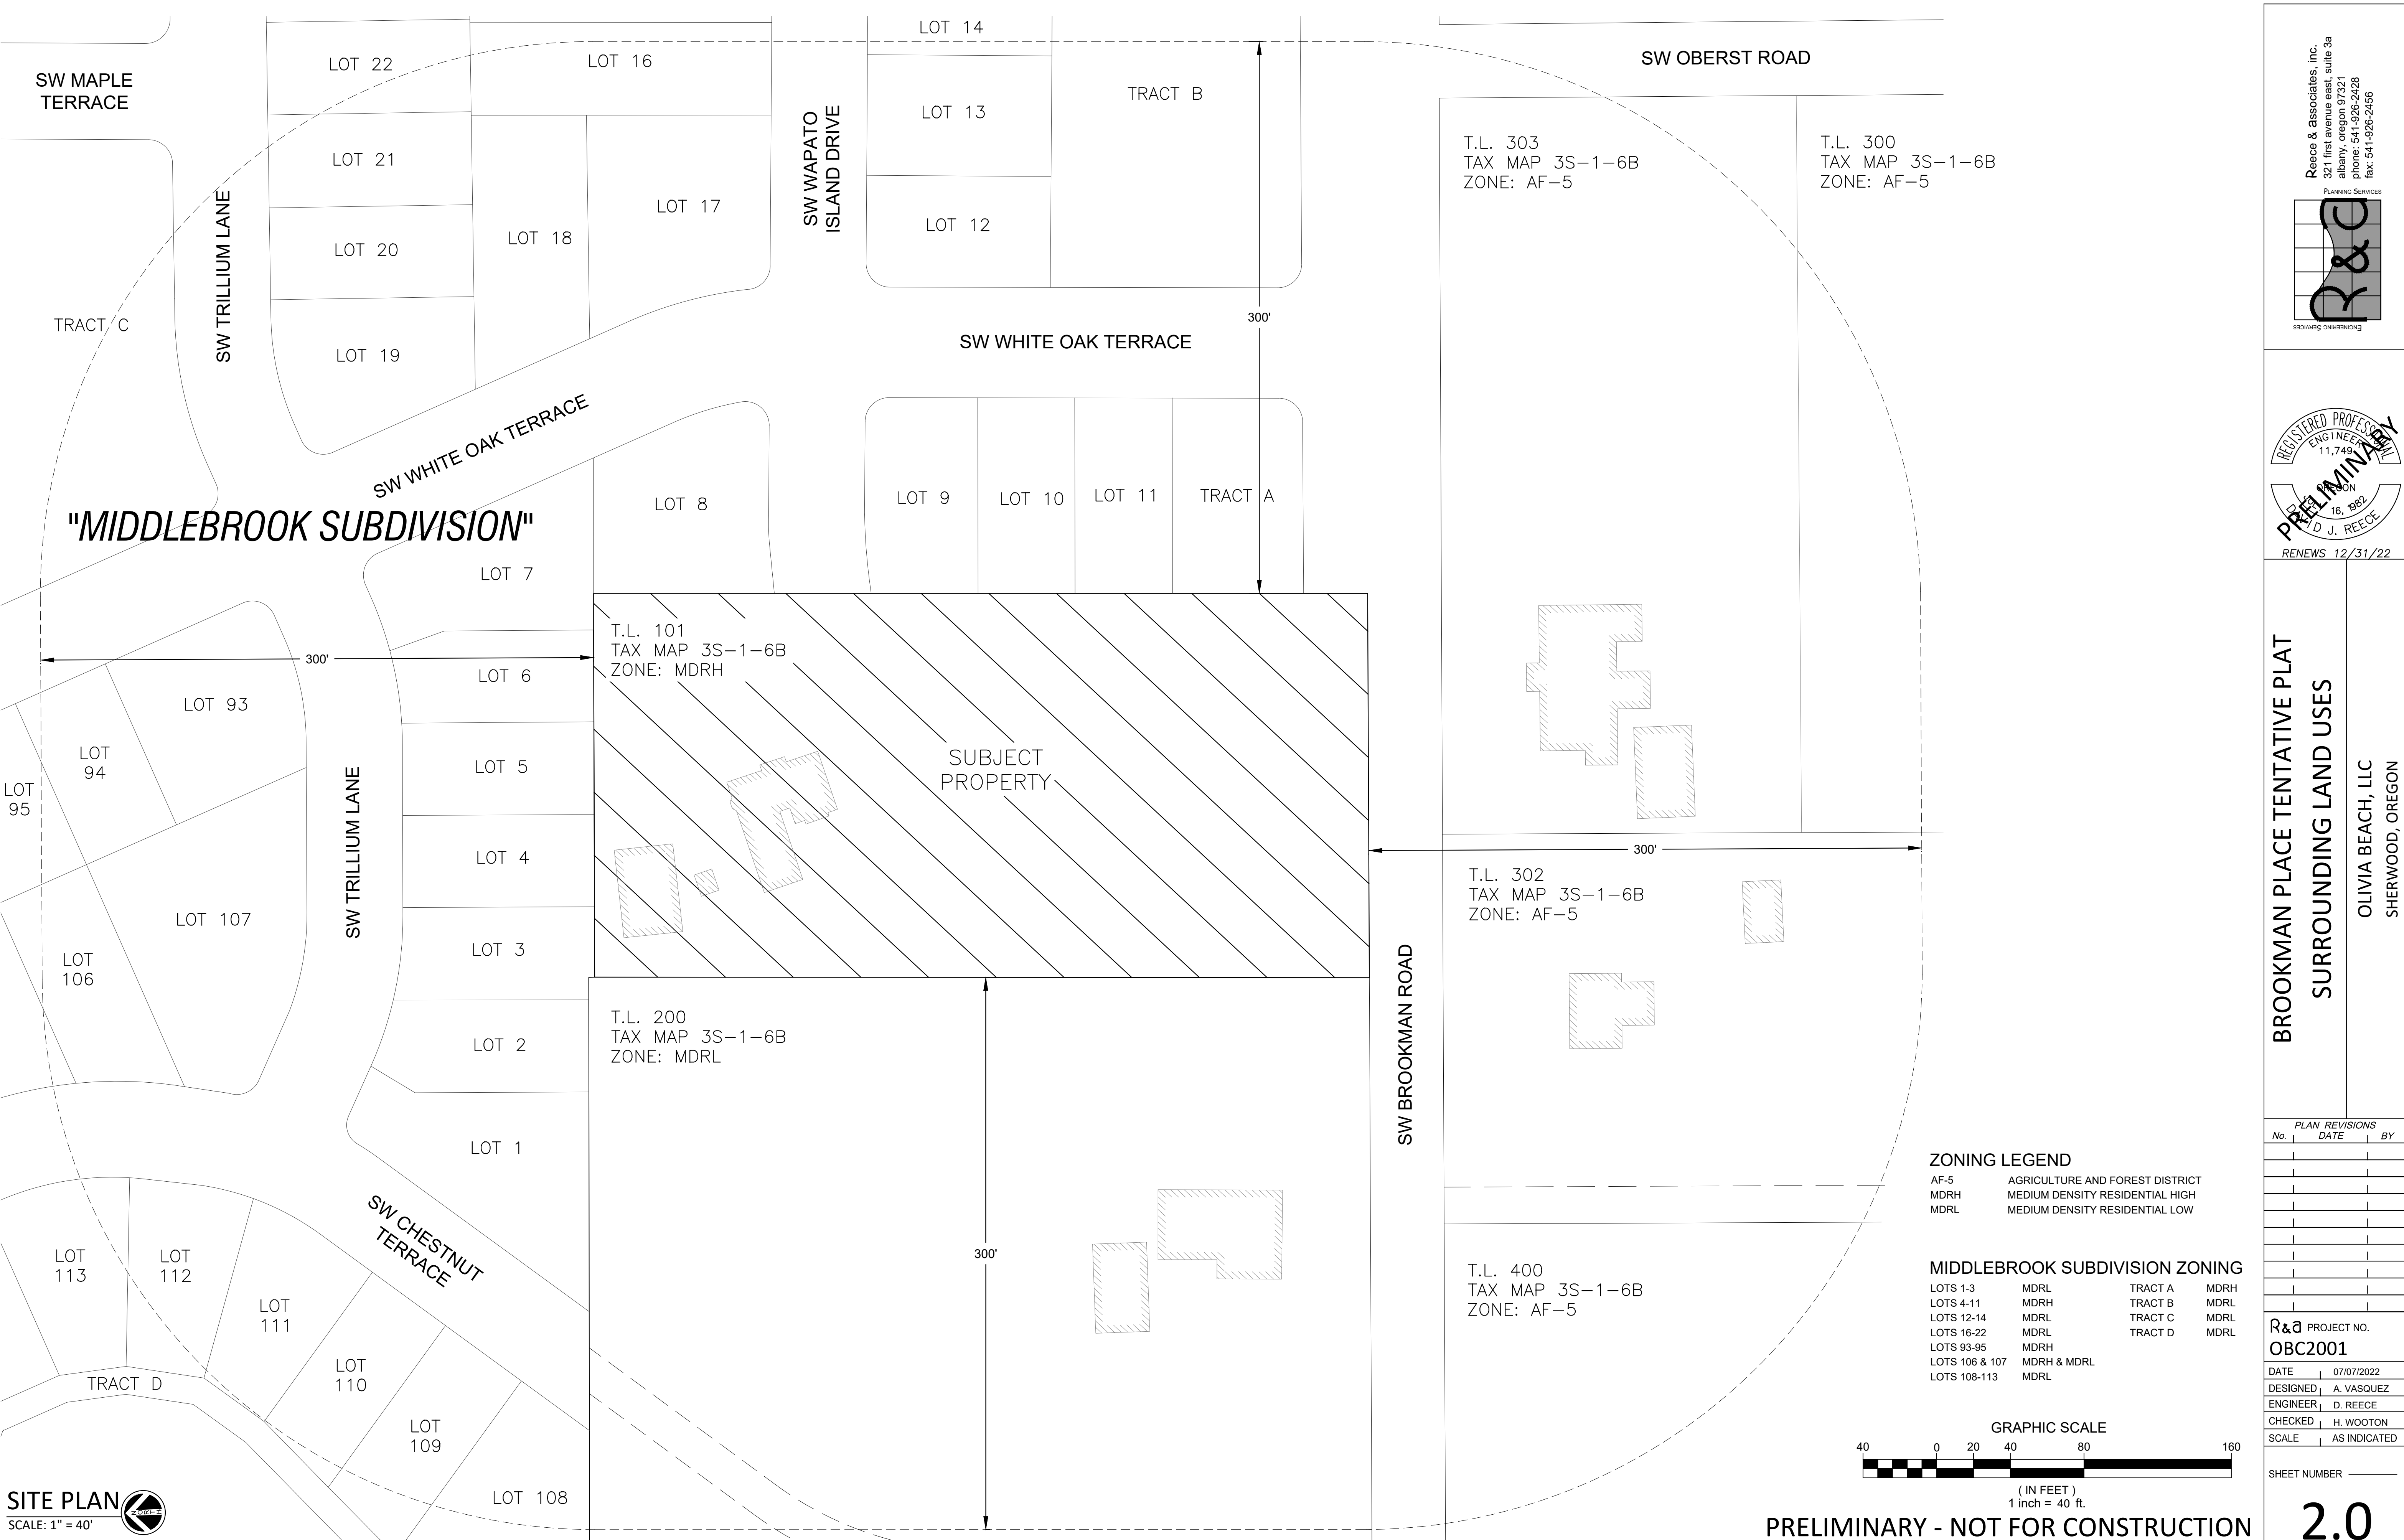 SW MAPLE
TERRACE
LOT 22
LOT 16
LOT 14
SW OBERST ROAD
LOT 21
LOT 13
TRACT B
T.L. 303
TAX MAP 3S-1-6B
ZONE: AF-5
T.L. 300
TAX MAP 3S-1-6B
ZONE: AF-5
SW WAPATO
ISLAND DRIVE
LOT 20
LOT 18
LOT 17
LOT 12
SW TRILLIUM LANE
TRACT C
LOT 19
300'
SW WHITE OAK TERRACE
SW WHITE OAK TERRACE
LOT 8
LOT 9
LOT 10
LOT 11
TRACT A
"MIDDLEBROOK SUBDIVISION"
LOT 7
T.L. 101
TAX MAP 3S-1-6B
ZONE: MDRH
300'
LOT 6
LOT 93
LOT
94
LOT
95
LOT 5
SUBJECT
PROPERTY
SW TRILLIUM LANE
LOT 4
300'
T.L. 302
TAX MAP 3S-1-6B
ZONE: AF-5
LOT 107
LOT
106
LOT 3
LOT 2
T.L. 200
TAX MAP 3S-1-6B
ZONE: MDRL
SW BROOKMAN ROAD
LOT 1
SW CHESTNUT
TERRACE
300'
LOT
113
LOT
112
LOT
111
LOT
110
LOT
109
LOT 108
TRACT D
T.L. 400
TAX MAP 3S-1-6B
ZONE: AF-5
ZONING LEGEND
AF-5 AGRICULTURE AND FOREST DISTRICT
MDRH MEDIUM DENSITY RESIDENTIAL HIGH
MDRL MEDIUM DENSITY RESIDENTIAL LOW
MIDDLEBROOK SUBDIVISION ZONING
LOTS 1-3 MDRL TRACT A MDRH
LOTS 4-11 MDRH TRACT B MDRL
LOTS 12-14 MDRL TRACT C MDRL
LOTS 16-22 MDRL TRACT D MDRL
LOTS 93-95 MDRH
LOTS 106 & 107 MDRH & MDRL
LOTS 108-113 MDRL
GRAPHIC SCALE
40 0 20 40 80 160
( IN FEET )
1 inch = 40 ft.
SITE PLAN
NORTH
SCALE: 1" = 40'
PRELIMINARY - NOT FOR CONSTRUCTION
Reece & associates, inc.
321 first avenue east, suite 3a
albany, oregon 97321
phone: 541-926-2428
fax: 541-926-2456
PLANNING SERVICES
R&a
ENGINEERING SERVICES
REGISTERED PROFESSIONAL
ENGINEER
11,749
PRELIMINARY
OREGON
16, 1982
D J. REECE
RENEWS 12/31/22
BROOKMAN PLACE TENTATIVE PLAT
SURROUNDING LAND USES
OLIVIA BEACH, LLC
SHERWOOD, OREGON
PLAN REVISIONS
No. DATE BY
R&a PROJECT NO.
OBC2001
DATE 07/07/2022
DESIGNED A. VASQUEZ
ENGINEER D. REECE
CHECKED H. WOOTON
SCALE AS INDICATED
SHEET NUMBER
2.0